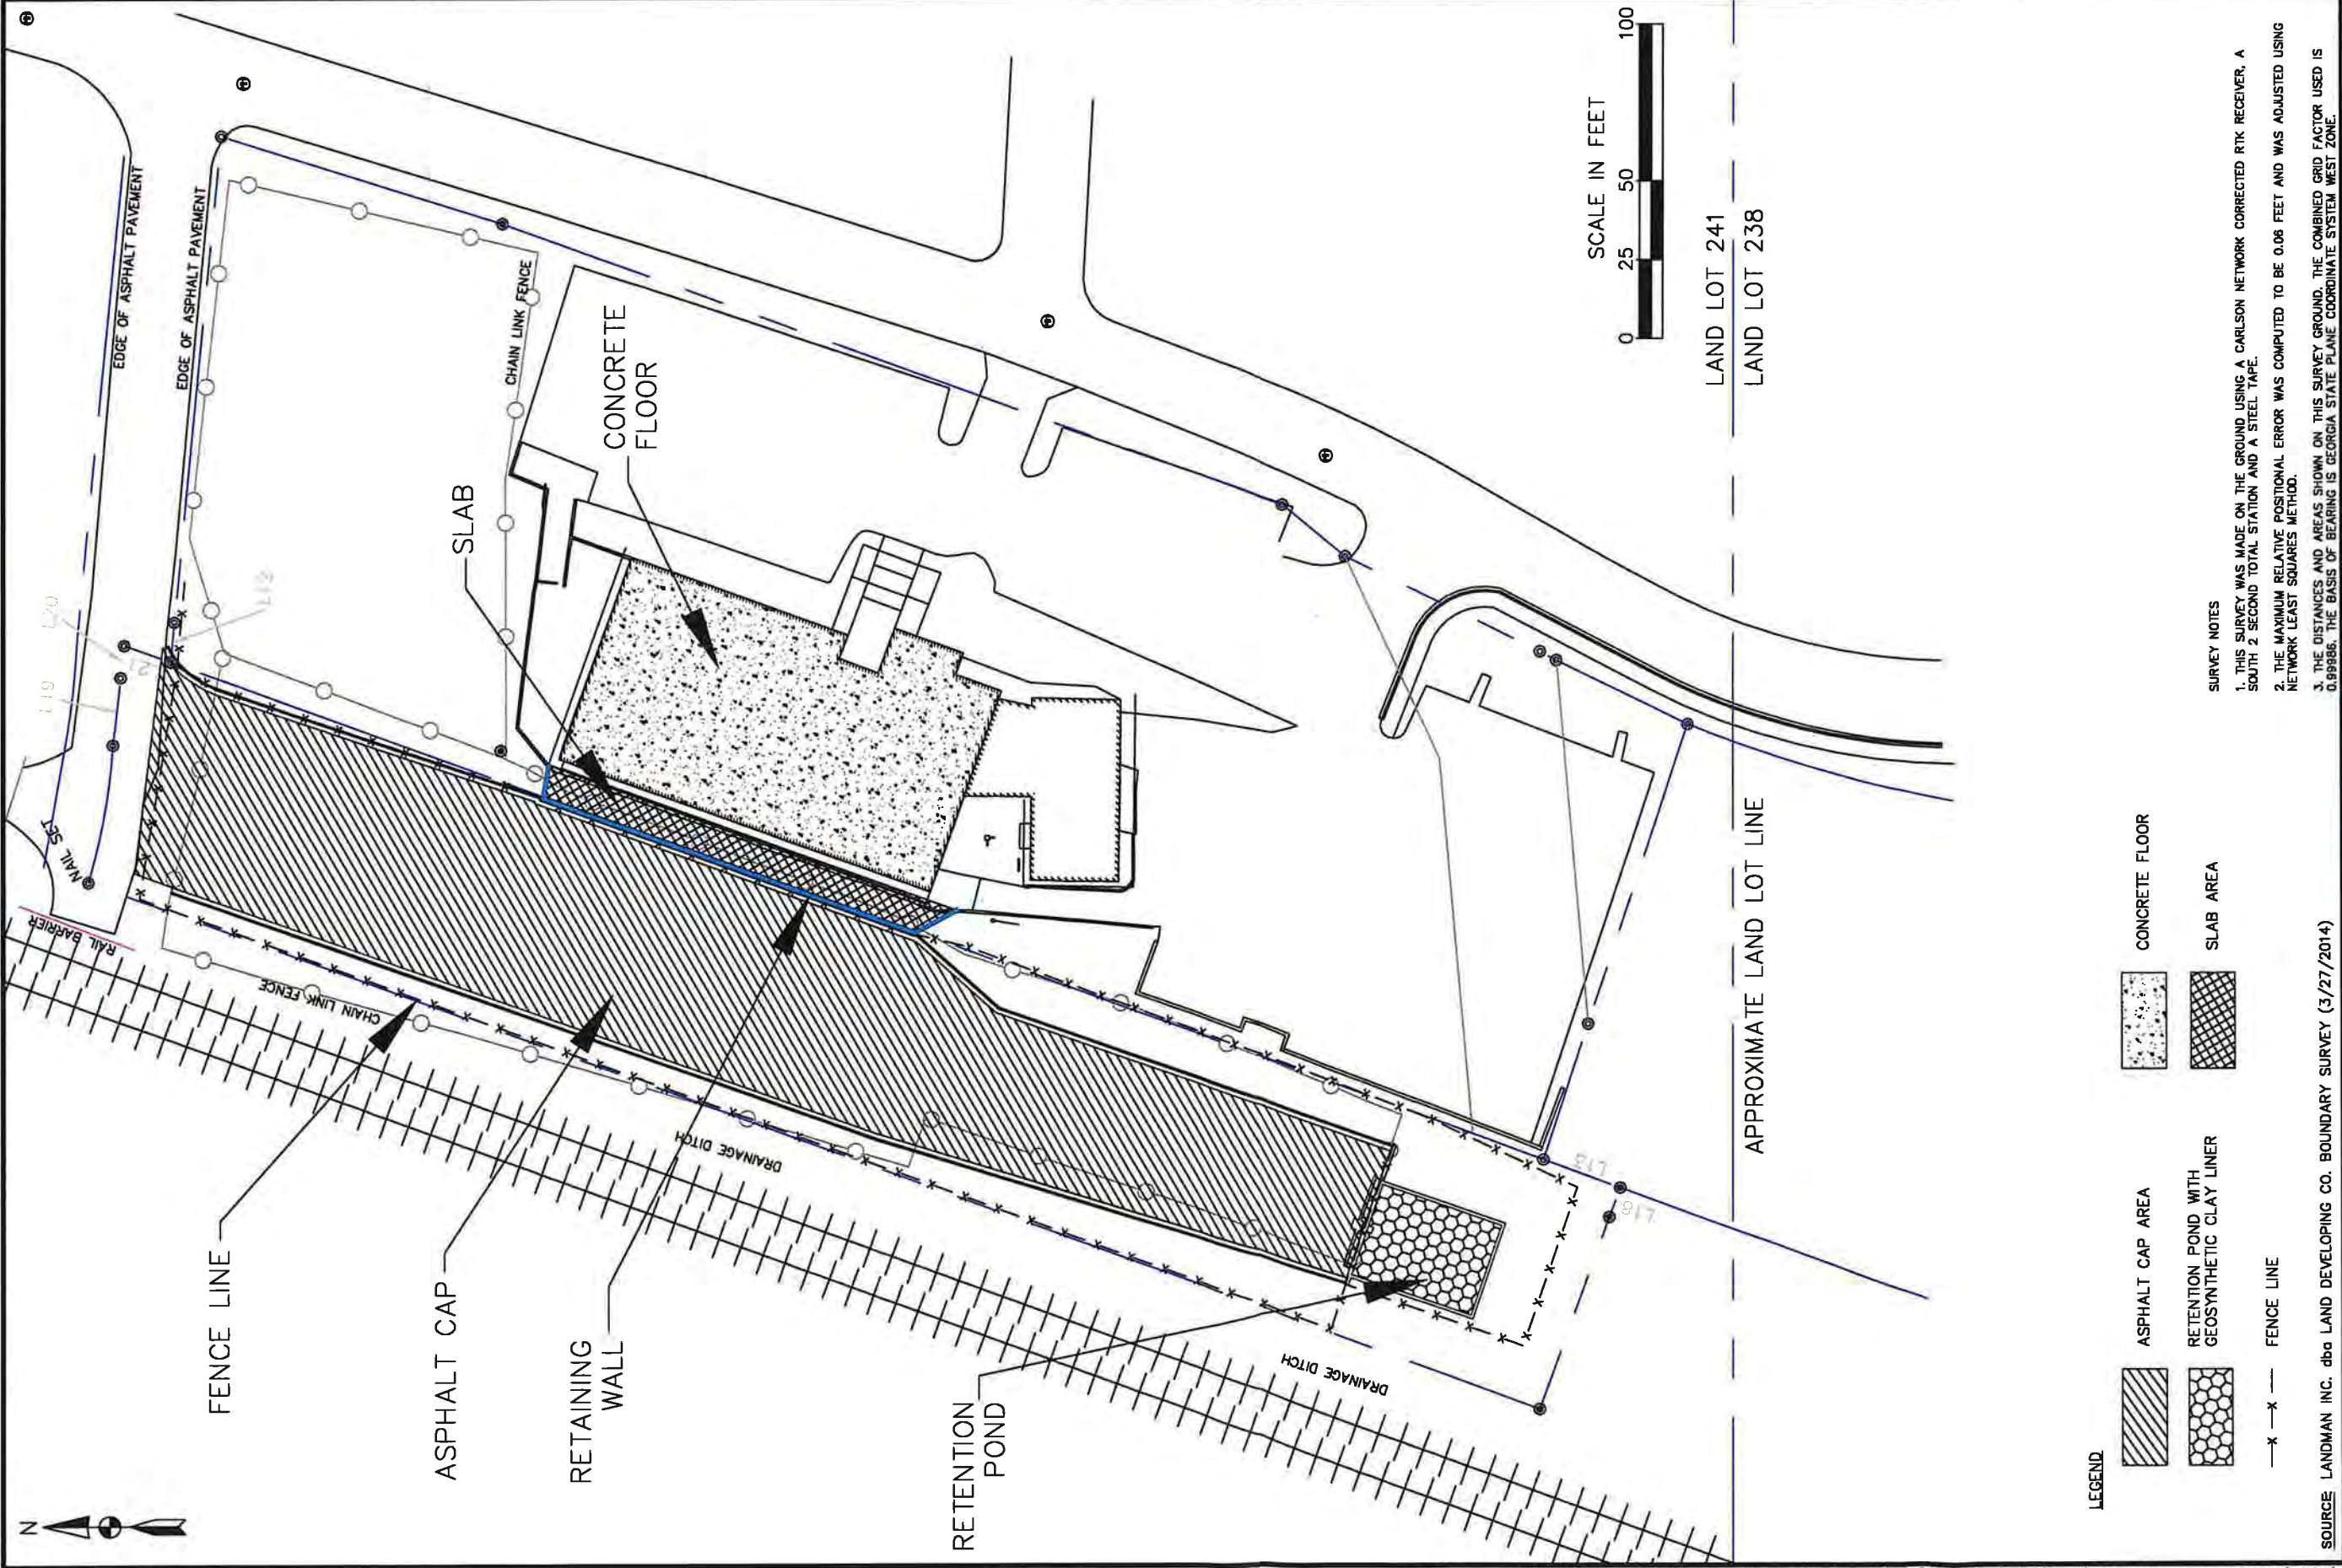 N
FENCE LINE
ASPHALT CAP
RETAINING
WALL
RETENTION
POND
SLAB
CONCRETE
FLOOR
EDGE OF ASPHALT PAVEMENT
EDGE OF ASPHALT PAVEMENT
CHAIN LINK FENCE
NAIL SET
RAIL BARRIER
CHAIN LINK FENCE
DRAINAGE DITCH
DRAINAGE DITCH
L19
L20
L13
L18
SCALE IN FEET
0 25 50 100
LAND LOT 241
LAND LOT 238
APPROXIMATE LAND LOT LINE
LEGEND
ASPHALT CAP AREA
RETENTION POND WITH
GEOSYNTHETIC CLAY LINER
FENCE LINE
CONCRETE FLOOR
SLAB AREA
SURVEY NOTES
1. THIS SURVEY WAS MADE ON THE GROUND USING A CARLSON NETWORK CORRECTED RTK RECEIVER, A
SOUTH 2 SECOND TOTAL STATION AND A STEEL TAPE.
2. THE MAXIMUM RELATIVE POSITIONAL ERROR WAS COMPUTED TO BE 0.06 FEET AND WAS ADJUSTED USING
NETWORK LEAST SQUARES METHOD.
3. THE DISTANCES AND AREAS SHOWN ON THIS SURVEY GROUND. THE COMBINED GRID FACTOR USED IS
0.99986. THE BASIS OF BEARING IS GEORGIA STATE PLANE COORDINATE SYSTEM WEST ZONE.
SOURCE: LANDMAN INC. dba LAND DEVELOPING CO. BOUNDARY SURVEY (3/27/2014)